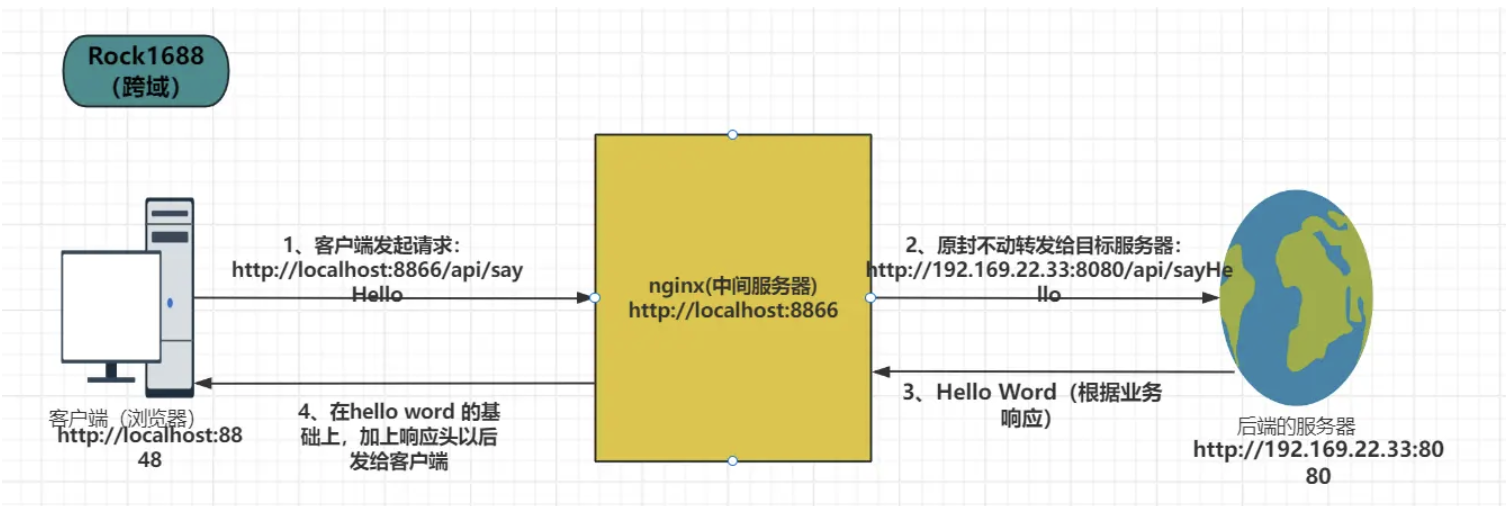 Rock1688
（跨域）
1、客户端发起请求：
http://localhost:8866/api/say
Hello
nginx(中间服务器)
http://localhost:8866
2、原封不动转发给目标服务器：
http://192.169.22.33:8080/api/sayHe
llo
3、Hello Word（根据业务
响应）
4、在hello word 的基
础上，加上响应头以后
发给客户端
客户端（浏览器）
http://localhost:88
48
后端的服务器
http://192.169.22.33:80
80